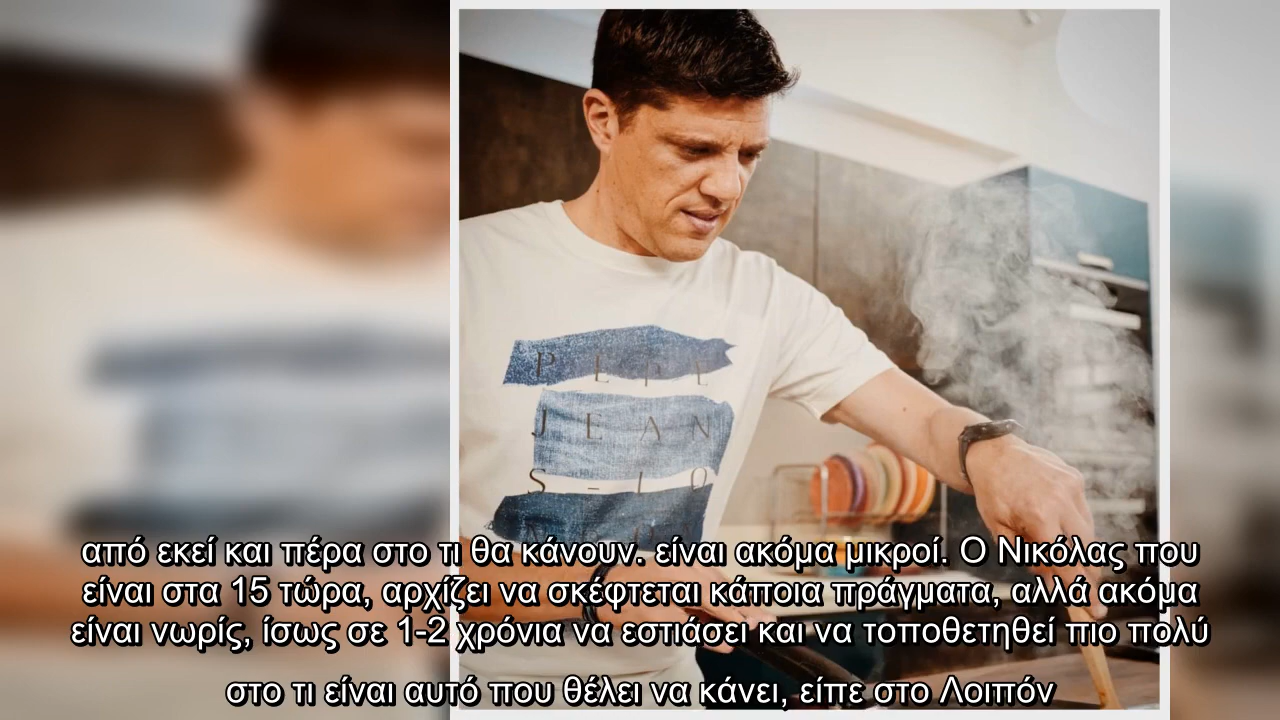 P E P E
J E A N
S - L O
από εκεί και πέρα στο τι θα κάνουν. είναι ακόμα μικροί. Ο Νικόλας που
είναι στα 15 τώρα, αρχίζει να σκέφτεται κάποια πράγματα, αλλά ακόμα
είναι νωρίς, ίσως σε 1-2 χρόνια να εστιάσει και να τοποθετηθεί πιο πολύ
στο τι είναι αυτό που θέλει να κάνει, είπε στο Λοιπόν